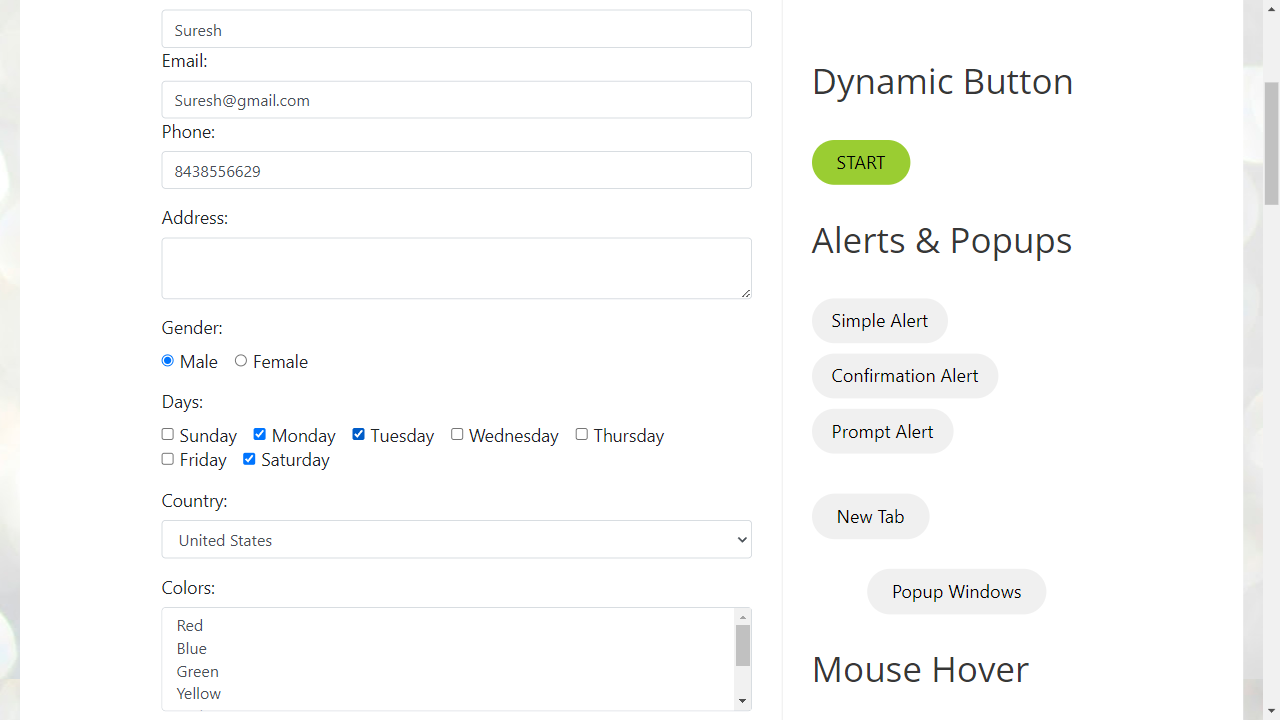 Suresh
Email:
Suresh@gmail.com
Phone:
8438556629
Address:
Gender:
Male Female
Days:
Sunday Monday Tuesday Wednesday Thursday
Friday Saturday
Country:
United States
Colors:
Red
Blue
Green
Yellow
Dynamic Button
START
Alerts & Popups
Simple Alert
Confirmation Alert
Prompt Alert
New Tab
Popup Windows
Mouse Hover